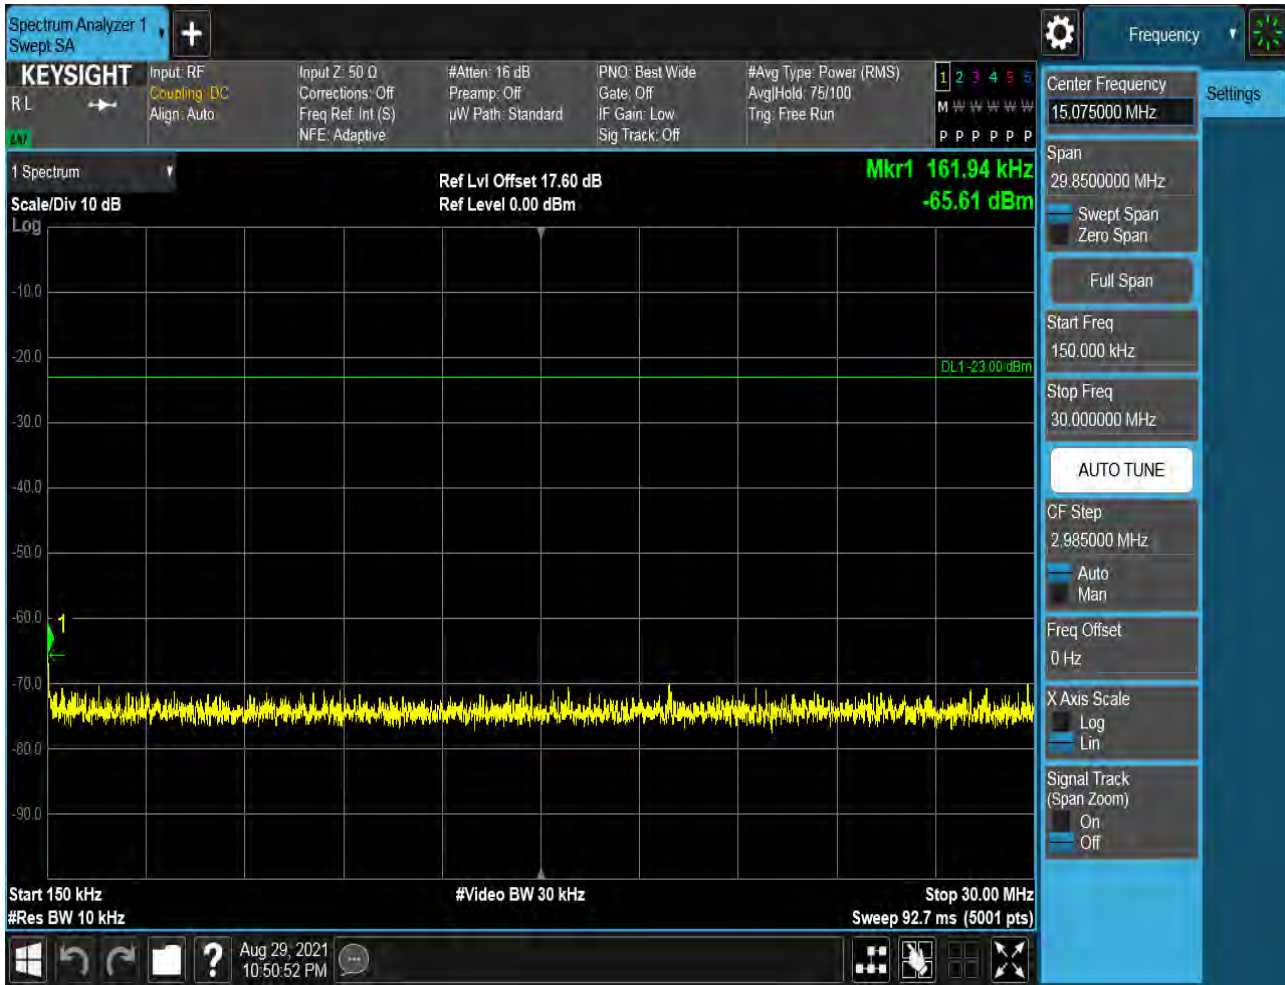 Spectrum Analyzer 1
Swept SA
Frequency
KEYSIGHT
RL
LNI
Input: RF
Coupling: DC
Align: Auto
Input Z: 50 Ω
Corrections: Off
Freq Ref: Int (S)
NFE: Adaptive
#Atten: 16 dB
Preamp: Off
µW Path: Standard
PNO: Best Wide
Gate: Off
IF Gain: Low
Sig Track: Off
#Avg Type: Power (RMS)
Avg|Hold: 75/100
Trig: Free Run
1 2 3 4 5 6
M W W W W W
P P P P P P
1 Spectrum
Scale/Div 10 dB
Log
Ref Lvl Offset 17.60 dB
Ref Level 0.00 dBm
Mkr1 161.94 kHz
-65.61 dBm
-10.0
-20.0
DL1 -23.00 dBm
-30.0
-40.0
-50.0
-60.0
1
-70.0
-80.0
-90.0
Start 150 kHz
#Res BW 10 kHz
#Video BW 30 kHz
Stop 30.00 MHz
Sweep 92.7 ms (5001 pts)
Aug 29, 2021
10:50:52 PM
Center Frequency
15.075000 MHz
Settings
Span
29.8500000 MHz
Swept Span
Zero Span
Full Span
Start Freq
150.000 kHz
Stop Freq
30.000000 MHz
AUTO TUNE
CF Step
2.985000 MHz
Auto
Man
Freq Offset
0 Hz
X Axis Scale
Log
Lin
Signal Track
(Span Zoom)
On
Off